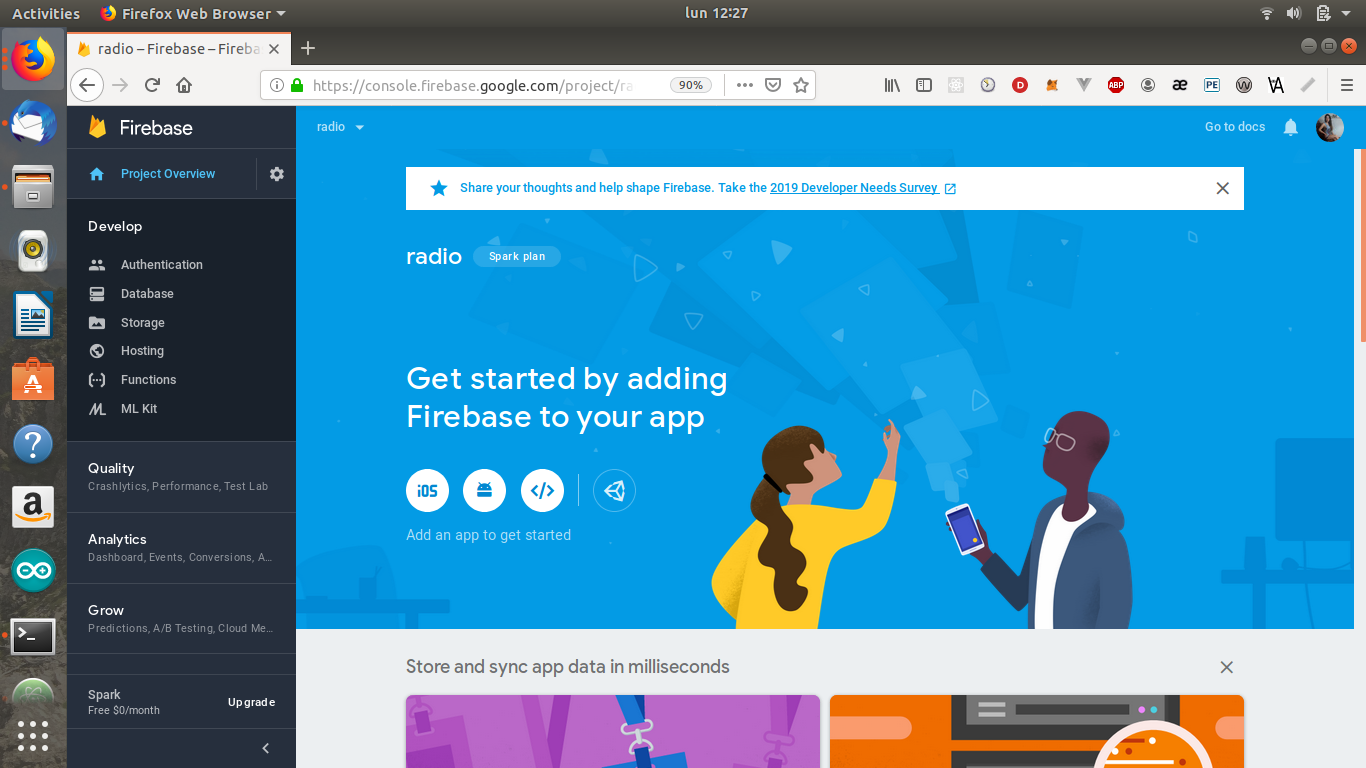 Activities
Firefox Web Browser
lun 12:27
radio – Firebase – Fireba
https://console.firebase.google.com/project/ra
90%
D
ABP
æ
PE
W
Firebase
radio
Go to docs
Project Overview
Share your thoughts and help shape Firebase. Take the 2019 Developer Needs Survey
Develop
radio
Spark plan
Authentication
Database
Storage
Hosting
Functions
ML Kit
Get started by adding
Firebase to your app
Quality
Crashlytics, Performance, Test Lab
iOS
Add an app to get started
Analytics
Dashboard, Events, Conversions, A...
Grow
Predictions, A/B Testing, Cloud Me...
Store and sync app data in milliseconds
Spark
Free $0/month
Upgrade